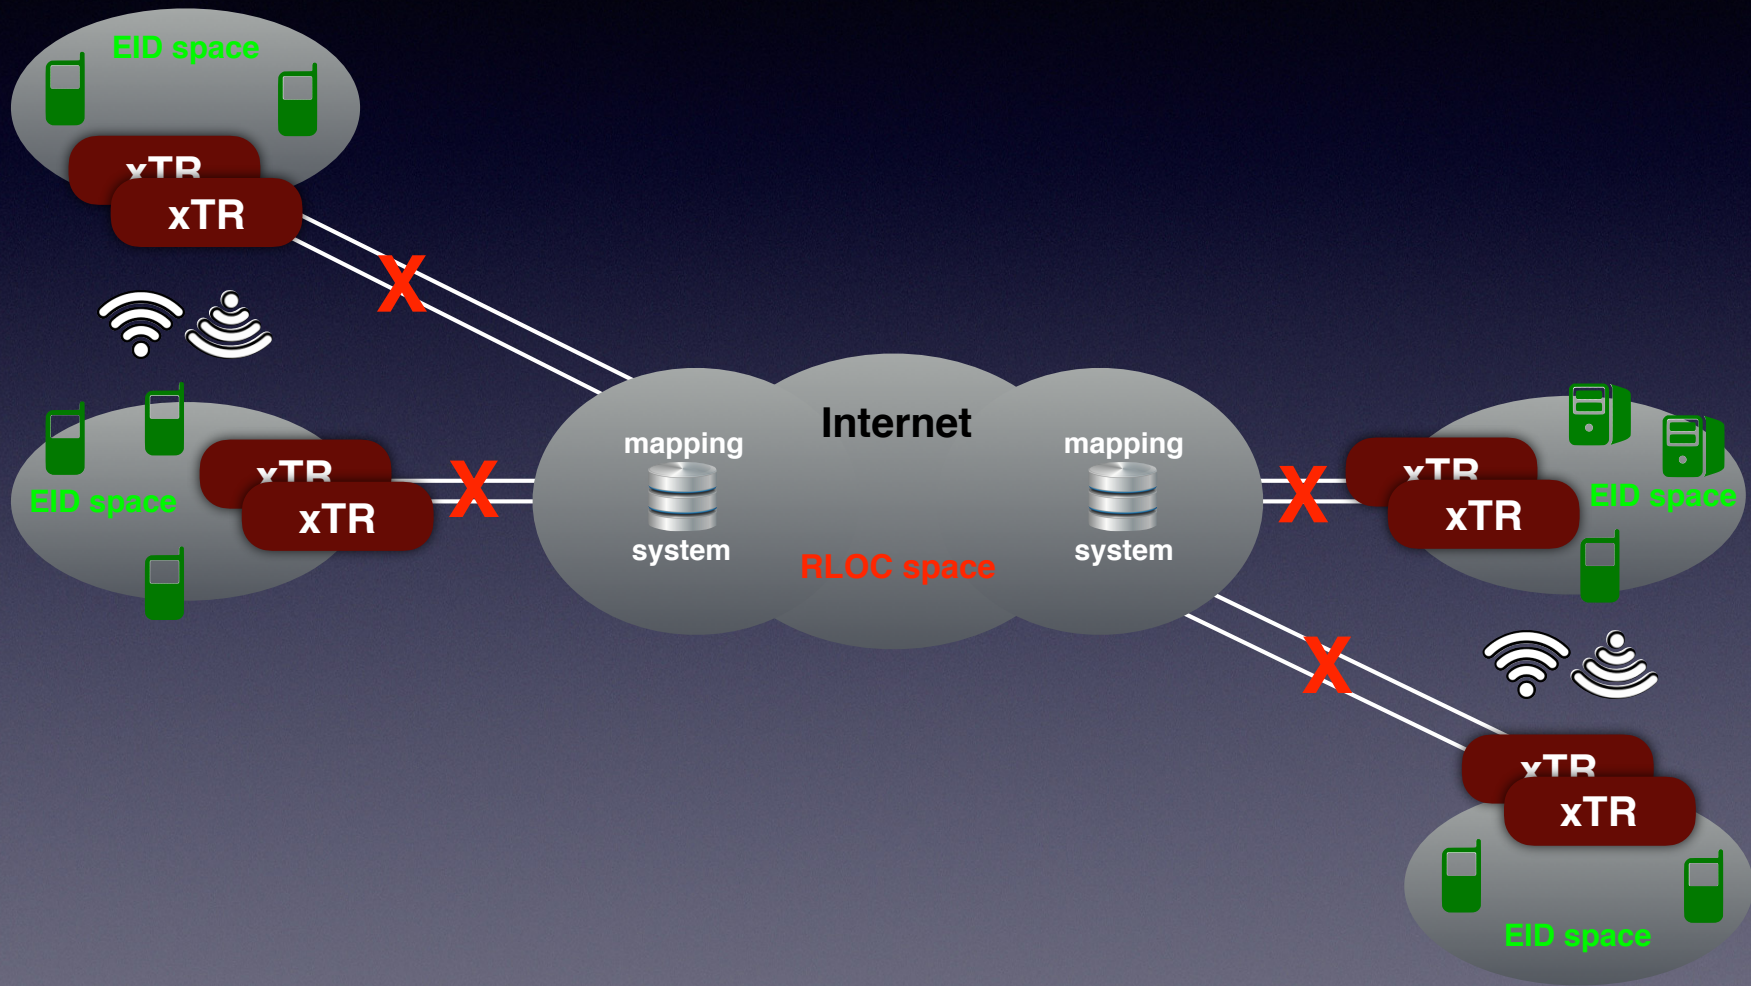 EID space
xTR
xTR
X
Internet
mapping
system
mapping
system
RLOC space
EID space
xTR
xTR
X
X
xTR
xTR
EID space
X
xTR
xTR
EID space